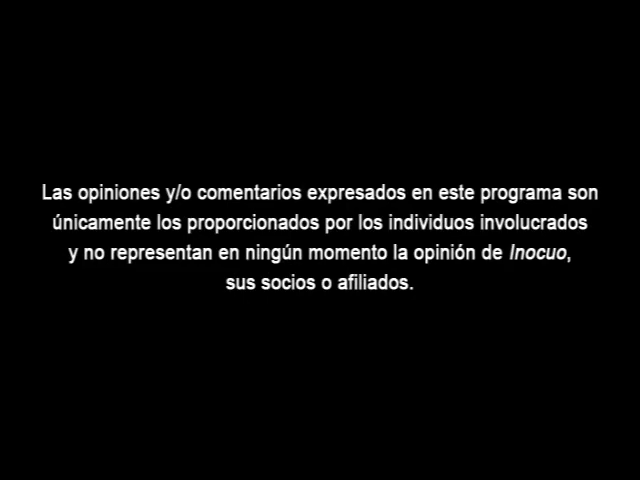 Las opiniones y/o comentarios expresados en este programa son
únicamente los proporcionados por los individuos involucrados
y no representan en ningún momento la opinión de Inocuo,
sus socios o afiliados.